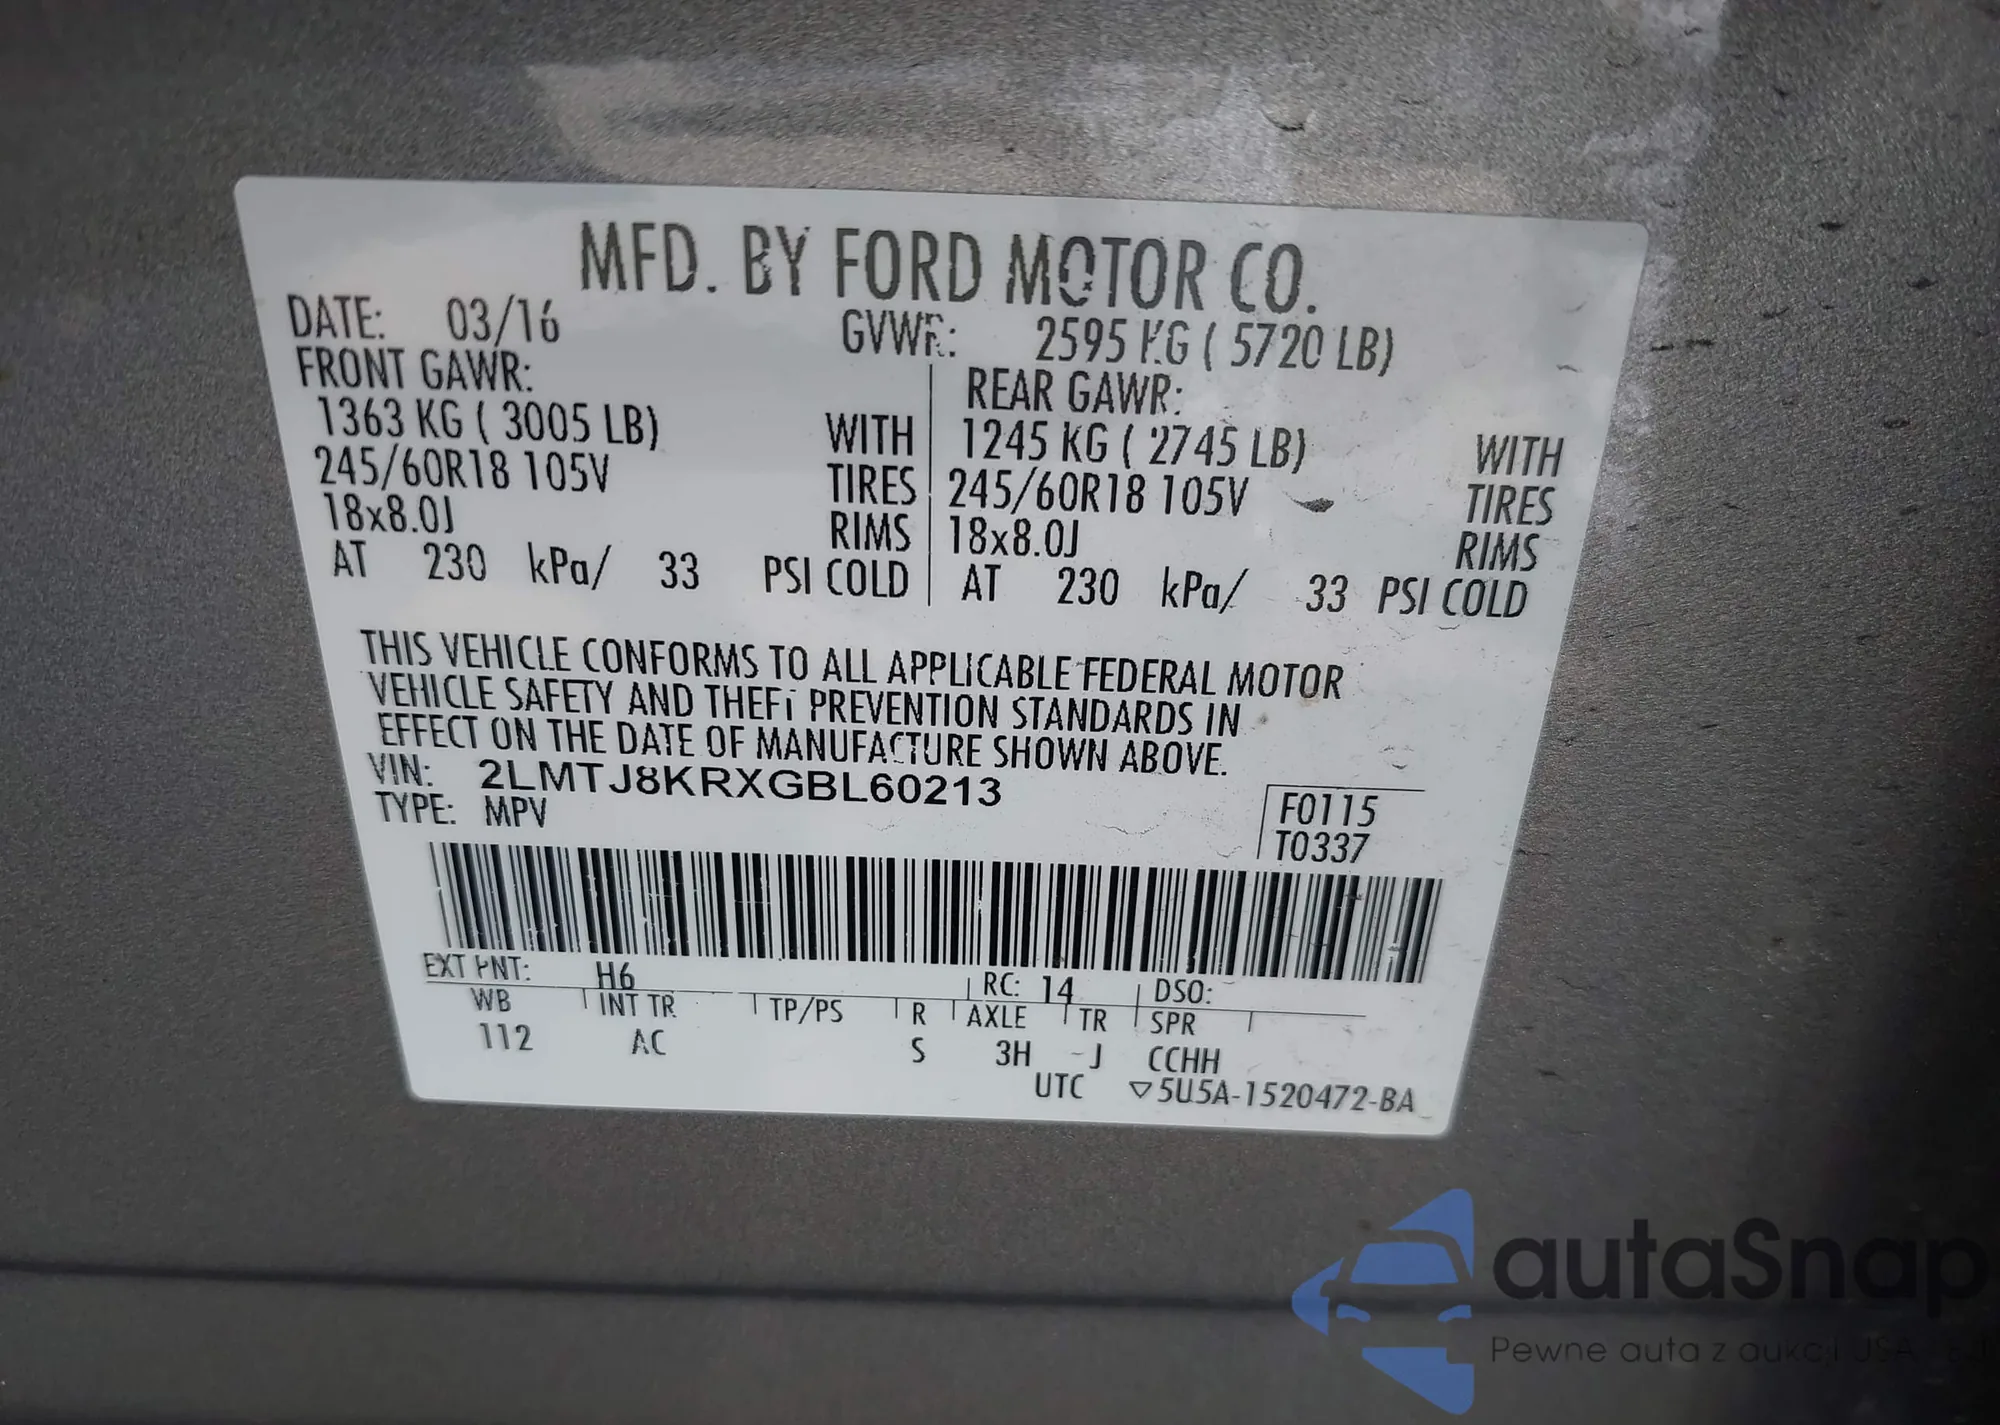 MFD. BY FORD MOTOR CO.
DATE: 03/16 GVWR: 2595 KG ( 5720 LB)
FRONT GAWR: REAR GAWR:
1363 KG ( 3005 LB) WITH 1245 KG ( 2745 LB) WITH
245/60R18 105V TIRES 245/60R18 105V TIRES
18x8.0J RIMS 18x8.0J RIMS
AT 230 kPa/ 33 PSI COLD AT 230 kPa/ 33 PSI COLD
THIS VEHICLE CONFORMS TO ALL APPLICABLE FEDERAL MOTOR
VEHICLE SAFETY AND THEFT PREVENTION STANDARDS IN
EFFECT ON THE DATE OF MANUFACTURE SHOWN ABOVE.
VIN: 2LMTJ8KRXGBL60213
TYPE: MPV
F0115
T0337
EXT PNT: H6 RC: 14 DSO:
WB INT TR TP/PS R AXLE TR SPR
112 AC S 3H J CCHH
UTC ▽5U5A-1520472-BA
autaSnap
Pewne auta z aukcji USA